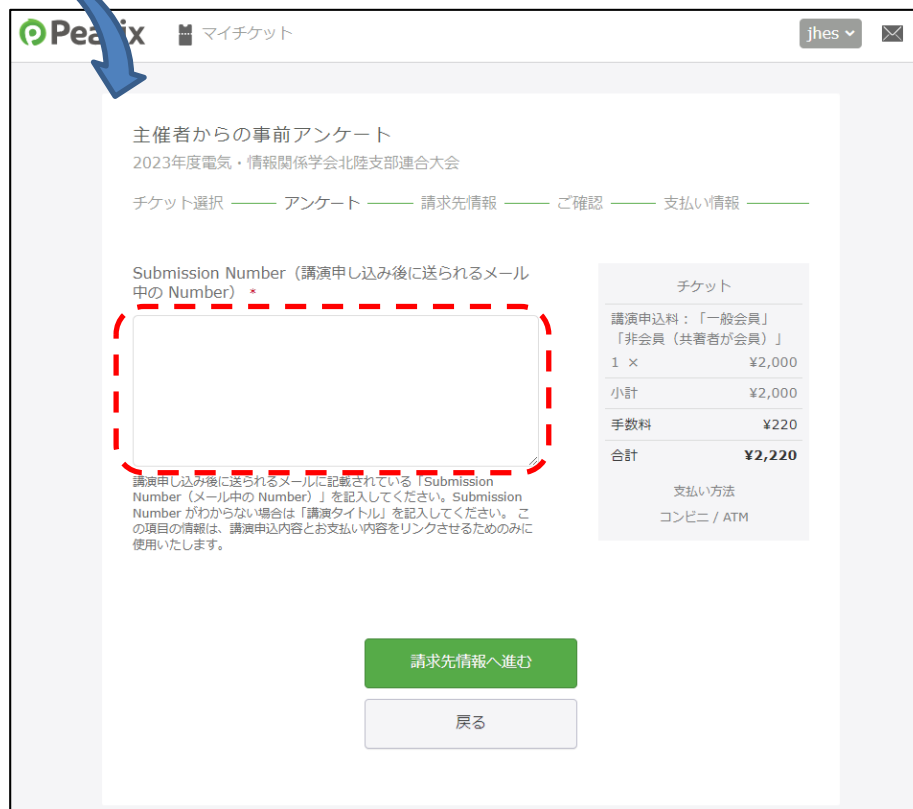 Peatix マイチケット jhes
主催者からの事前アンケート
2023年度電気・情報関係学会北陸支部連合大会
チケット選択 アンケート 請求先情報 ご確認 支払い情報
Submission Number（講演申し込み後に送られるメール
中の Number） *
講演申し込み後に送られるメールに記載されている「Submission
Number（メール中の Number）」を記入してください。Submission
Number がわからない場合は「講演タイトル」を記入してください。 こ
の項目の情報は、講演申込内容とお支払い内容をリンクさせるためのみに
使用いたします。
チケット
講演申込料：「一般会員」
「非会員（共著者が会員）」
1 × ¥2,000
小計 ¥2,000
手数料 ¥220
合計 ¥2,220
支払い方法
コンビニ / ATM
請求先情報へ進む
戻る